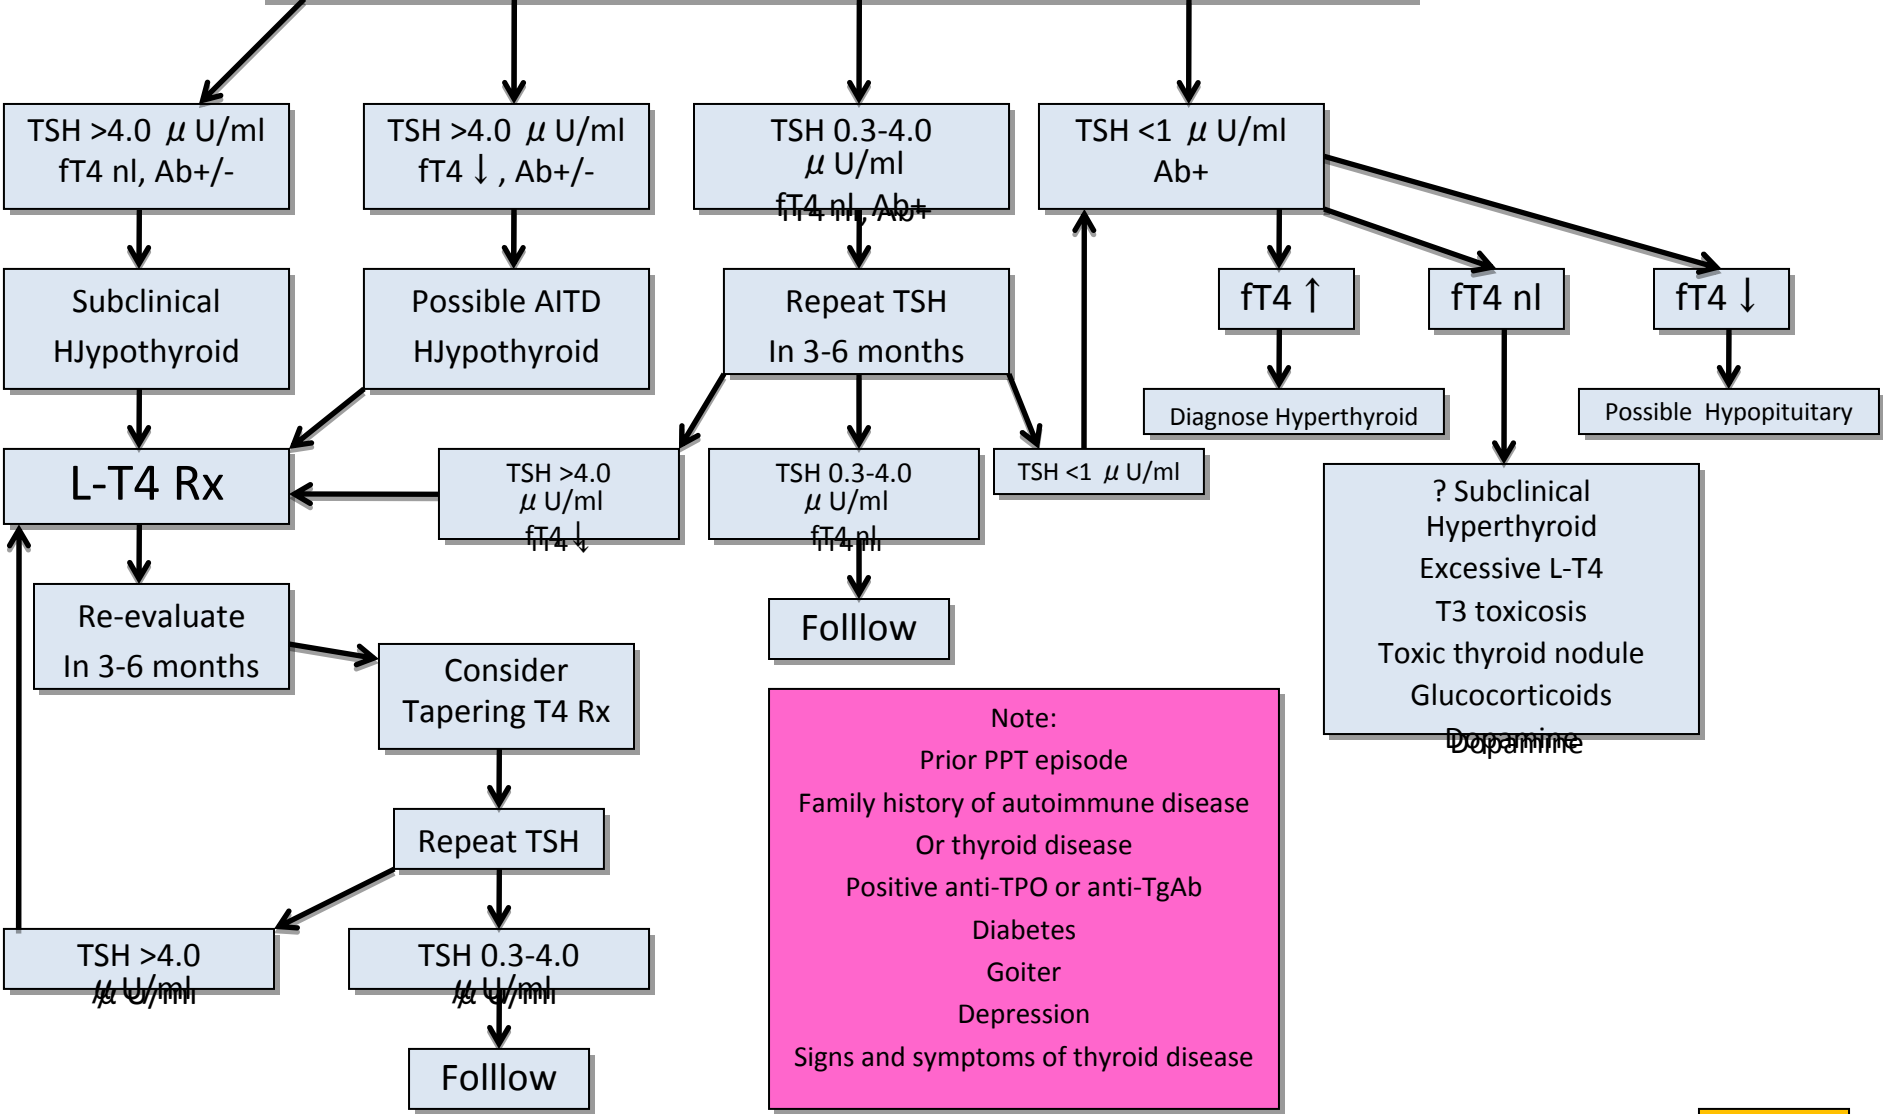 TSH >4.0 μ U/ml
fT4 nl, Ab+/-
TSH >4.0 μ U/ml
fT4 ↓ , Ab+/-
TSH 0.3-4.0
μ U/ml
fT4 nl, Ab+
TSH <1 μ U/ml
Ab+
Subclinical
HJypothyroid
Possible AITD
HJypothyroid
Repeat TSH
In 3-6 months
fT4 ↑
fT4 nl
fT4 ↓
Diagnose Hyperthyroid
Possible Hypopituitary
L-T4 Rx
TSH >4.0
μ U/ml
fT4 ↓
TSH 0.3-4.0
μ U/ml
fT4 nl
TSH <1 μ U/ml
? Subclinical
Hyperthyroid
Excessive L-T4
T3 toxicosis
Toxic thyroid nodule
Glucocorticoids
Dopamine
Re-evaluate
In 3-6 months
Folllow
Consider
Tapering T4 Rx
Repeat TSH
TSH >4.0
μ U/ml
TSH 0.3-4.0
μ U/ml
Folllow
Note:
Prior PPT episode
Family history of autoimmune disease
Or thyroid disease
Positive anti-TPO or anti-TgAb
Diabetes
Goiter
Depression
Signs and symptoms of thyroid disease